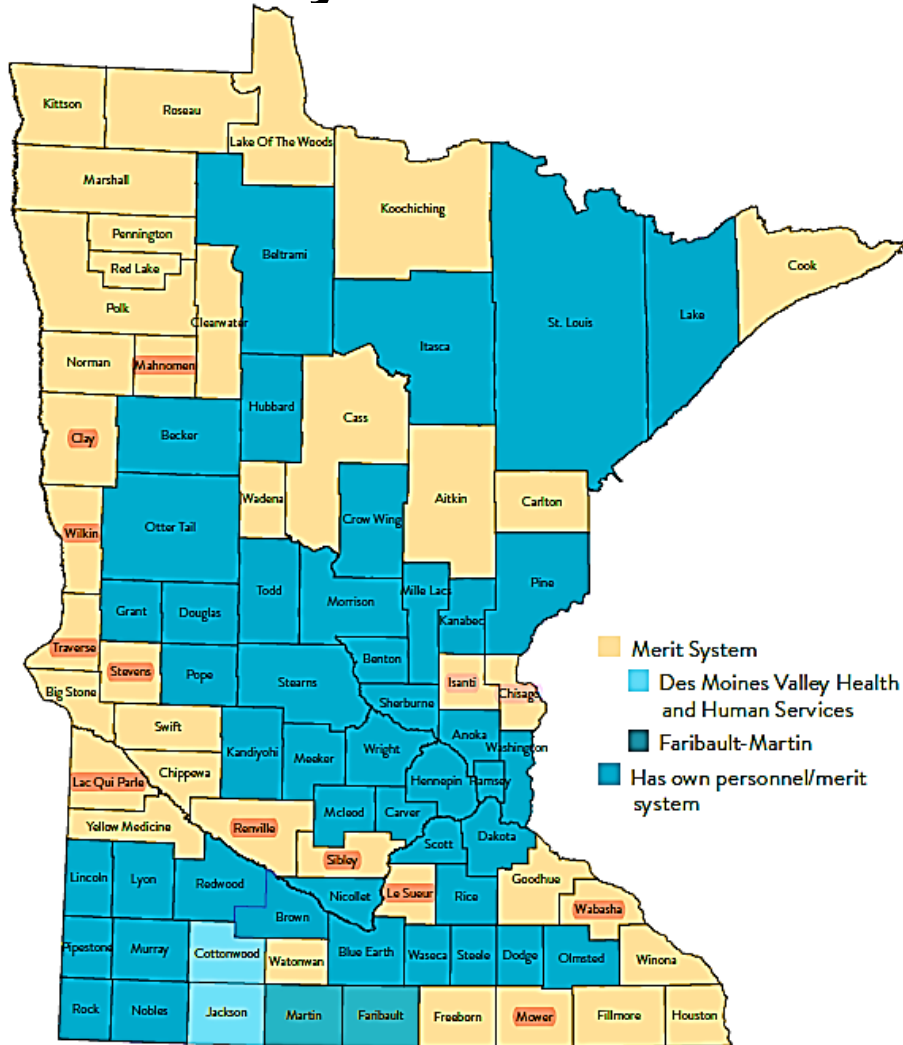 Kittson
Roseau
Lake Of The Woods
Marshall
Koochiching
Pennington
Beltrami
Red Lake
Cook
Polk
Clearwater
St. Louis
Lake
Itasca
Norman
Mahnomen
Hubbard
Cass
Clay
Becker
Wadena
Aitkin
Carlton
Crow Wing
Otter Tail
Wilkin
Pine
Todd
Mille Lacs
Morrison
Grant
Douglas
Kanabec
Traverse
Benton
Stevens
Pope
Stearns
Isanti
Chisago
Big Stone
Sherburne
Swift
Anoka
Washington
Kandiyohi
Meeker
Wright
Chippewa
Hennepin
Ramsey
Lac Qui Parle
Mcleod
Carver
Yellow Medicine
Renville
Scott
Dakota
Sibley
Lincoln
Lyon
Redwood
Goodhue
Nicollet
Le Sueur
Rice
Wabasha
Brown
Pipestone
Murray
Cottonwood
Watonwan
Blue Earth
Waseca
Steele
Dodge
Olmsted
Winona
Rock
Nobles
Jackson
Martin
Faribault
Freeborn
Mower
Fillmore
Houston
Merit System
Des Moines Valley Health
and Human Services
Faribault-Martin
Has own personnel/merit
system